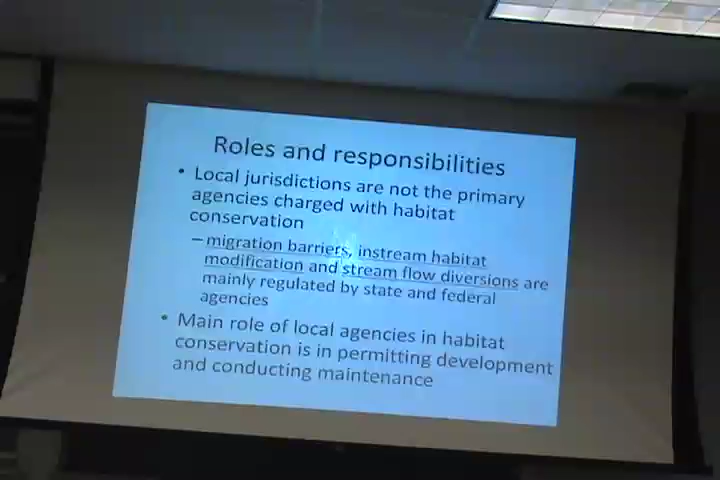 Roles and responsibilities
• Local jurisdictions are not the primary
agencies charged with habitat
conservation
– migration barriers, instream habitat
modification and stream flow diversions are
mainly regulated by state and federal
agencies
• Main role of local agencies in habitat
conservation is in permitting development
and conducting maintenance